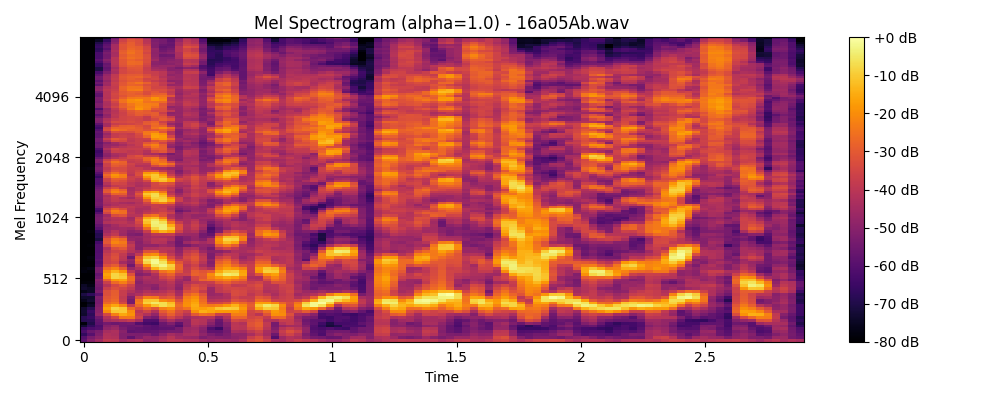 Mel Spectrogram (alpha=1.0) - 16a05Ab.wav
Mel Frequency
4096
2048
1024
512
0
0
0.5
1
1.5
2
2.5
Time
+0 dB
-10 dB
-20 dB
-30 dB
-40 dB
-50 dB
-60 dB
-70 dB
-80 dB